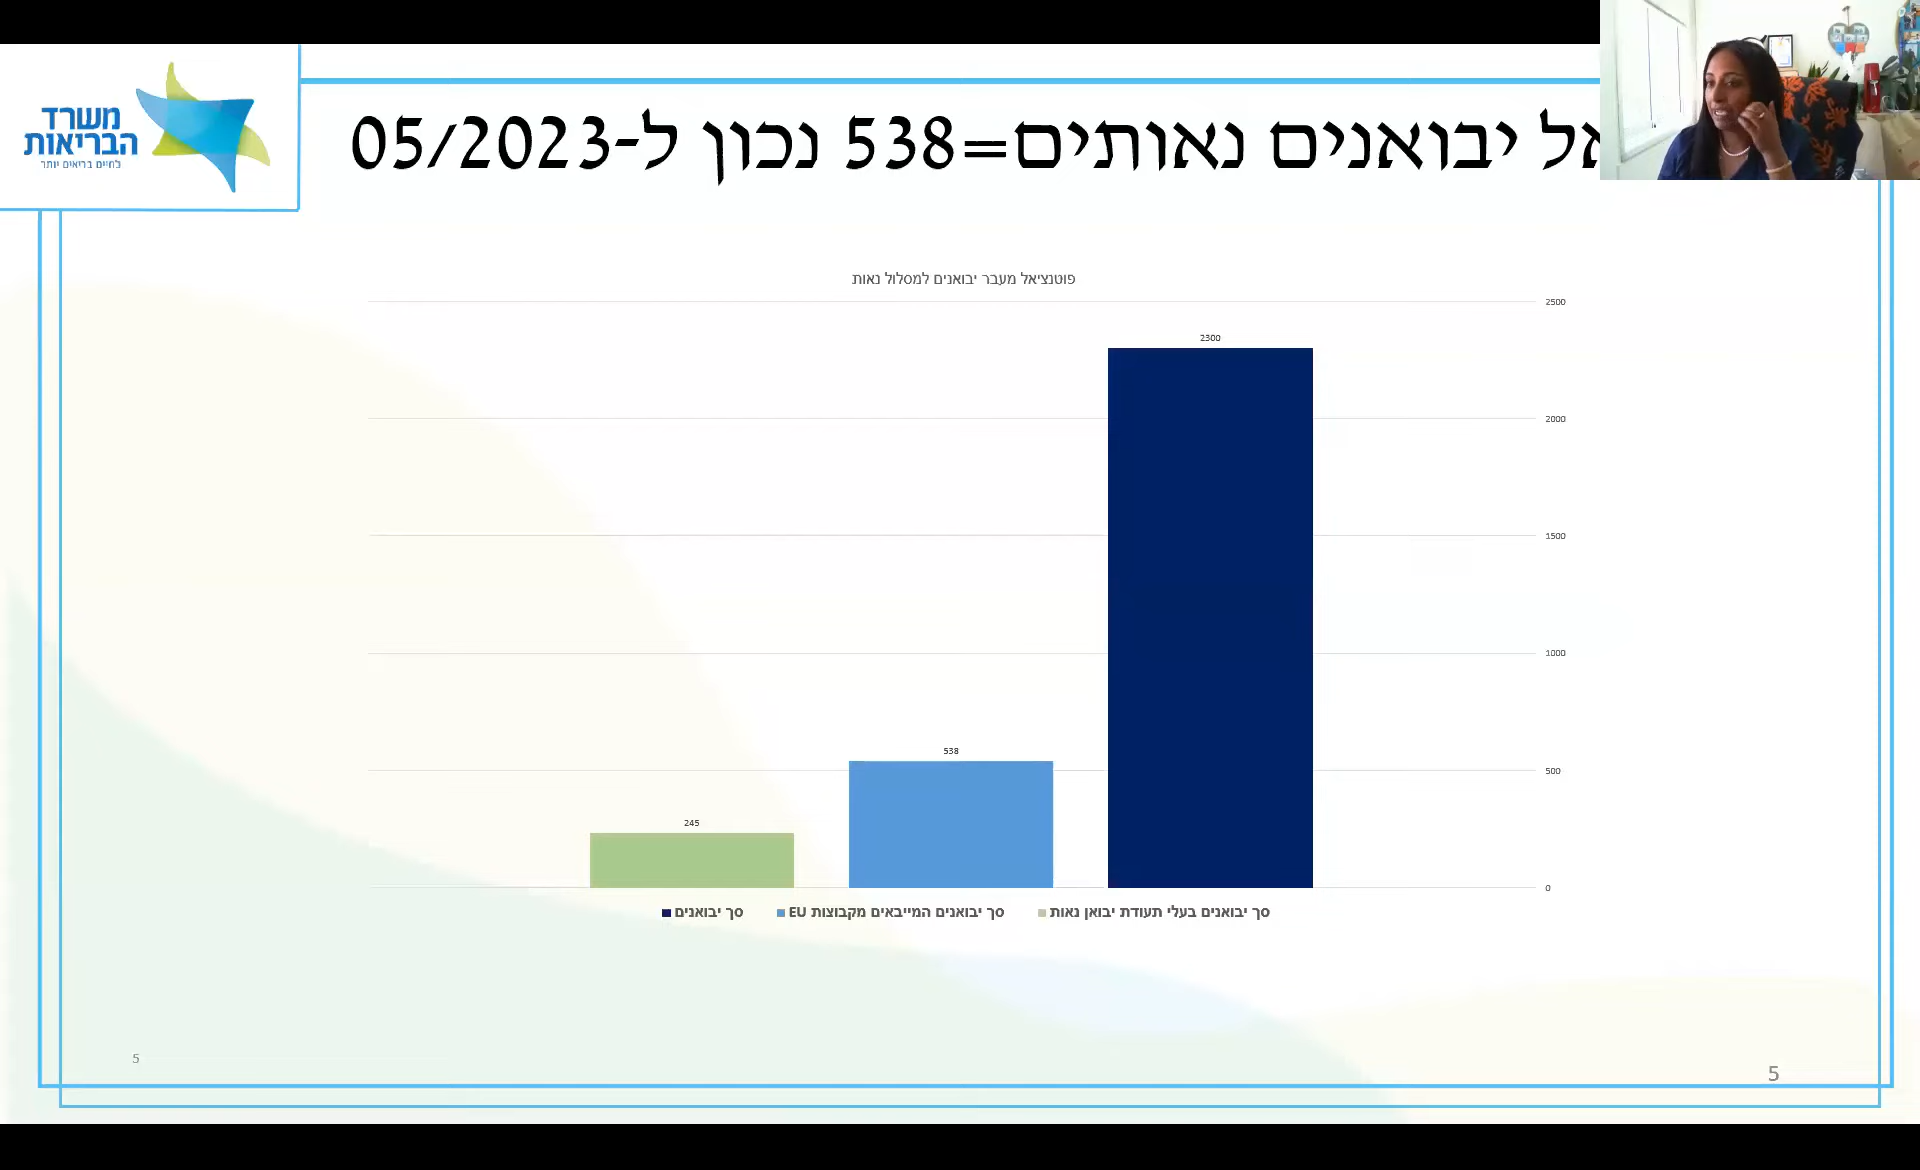 משרד
הבריאות
לחיים בריאים יותר
יבואנים נאותים=538 נכון ל-05/2023
פוטנציאל מעבר יבואנים למסלול נאות
2500
2000
1500
1000
500
0
2300
538
245
סך יבואנים
סך יבואנים המייבאים מקבוצות EU
סך יבואנים בעלי תעודת יבואן נאות
5
5